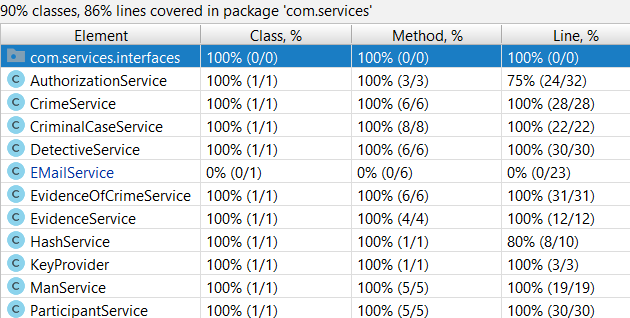 90% classes, 86% lines covered in package 'com.services'
Element Class, % Method, % Line, %
com.services.interfaces 100% (0/0) 100% (0/0) 100% (0/0)
C AuthorizationService 100% (1/1) 100% (3/3) 75% (24/32)
C CrimeService 100% (1/1) 100% (6/6) 100% (28/28)
C CriminalCaseService 100% (1/1) 100% (8/8) 100% (22/22)
C DetectiveService 100% (1/1) 100% (6/6) 100% (30/30)
C EMailService 0% (0/1) 0% (0/6) 0% (0/23)
C EvidenceOfCrimeService 100% (1/1) 100% (6/6) 100% (31/31)
C EvidenceService 100% (1/1) 100% (4/4) 100% (12/12)
C HashService 100% (1/1) 100% (1/1) 80% (8/10)
C KeyProvider 100% (1/1) 100% (1/1) 100% (3/3)
C ManService 100% (1/1) 100% (5/5) 100% (19/19)
C ParticipantService 100% (1/1) 100% (5/5) 100% (30/30)